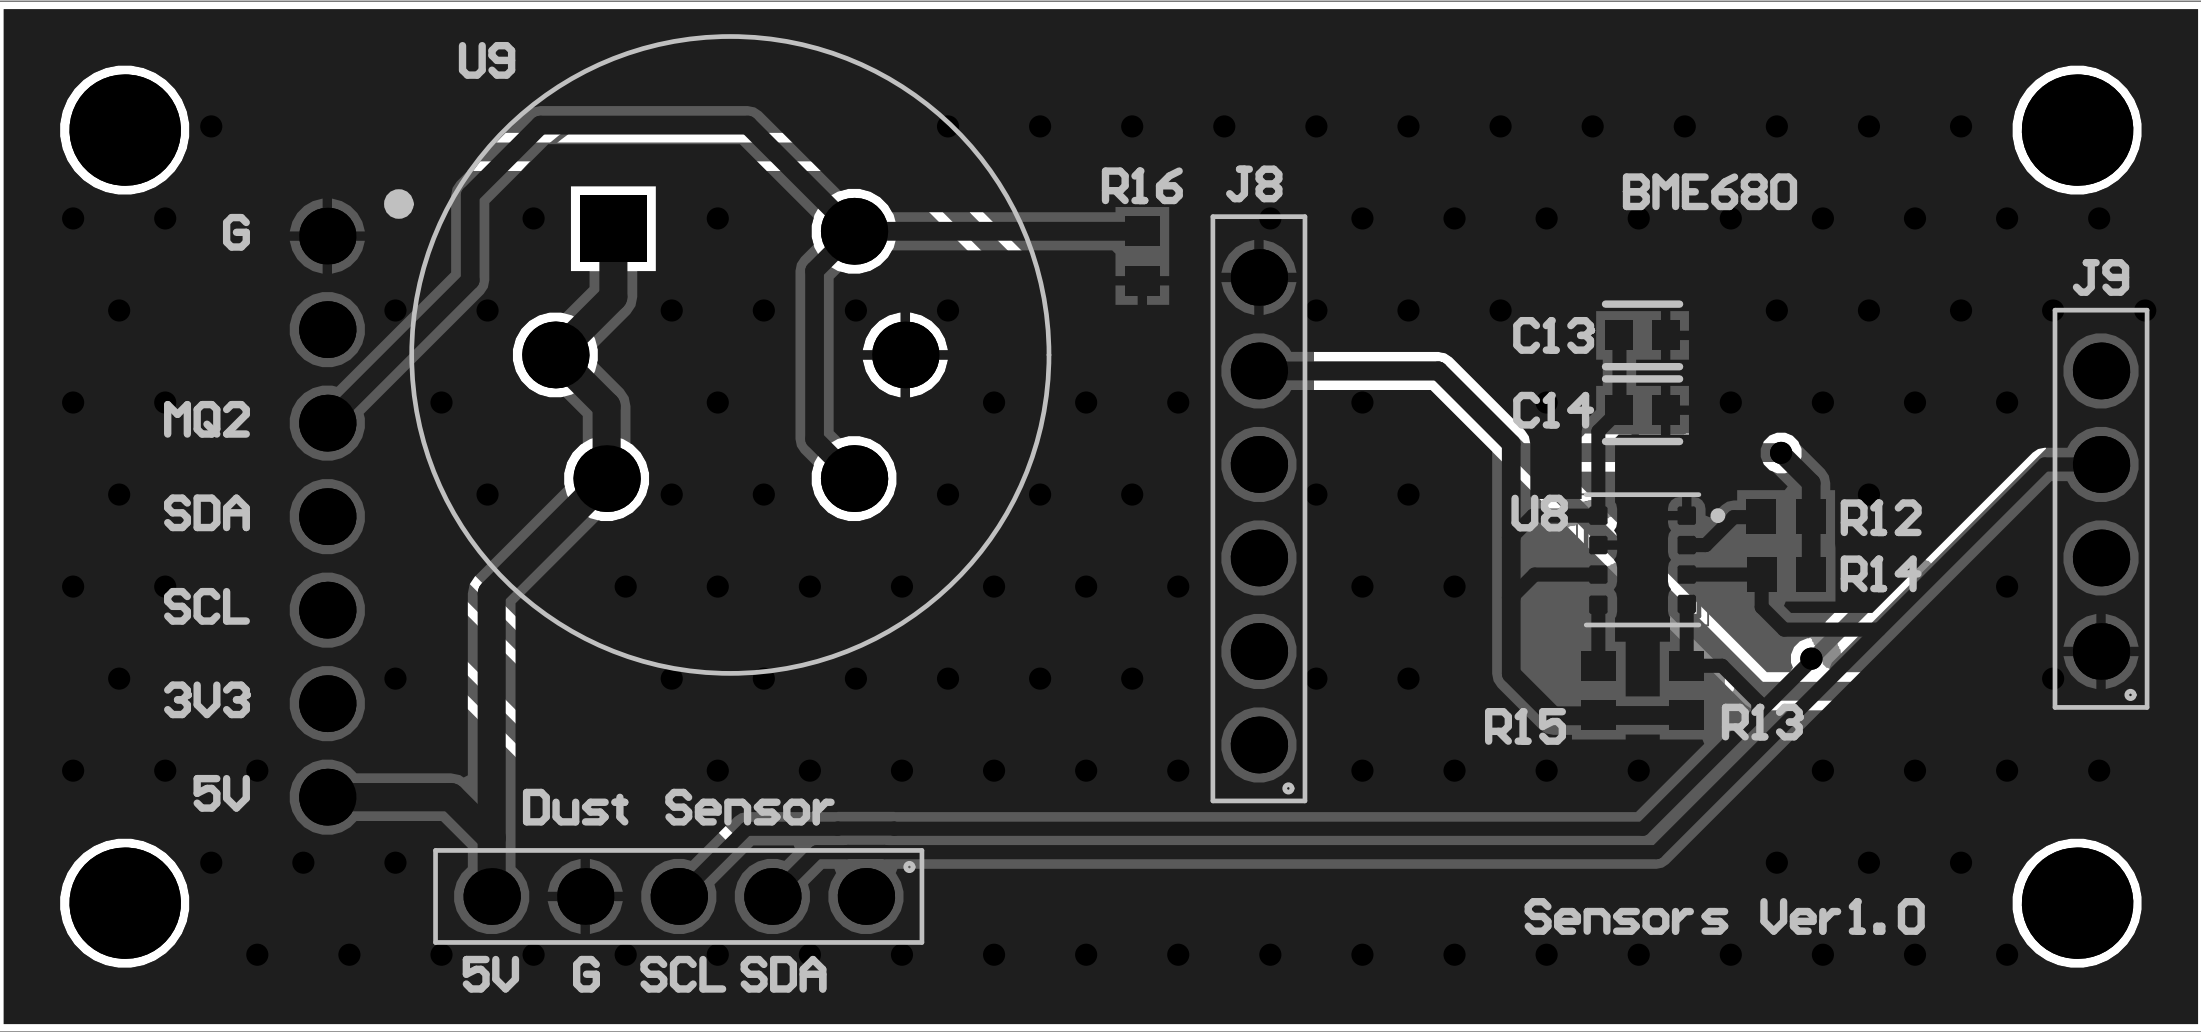 U9
R16
J8
BME680
G
J9
C13
C14
MQ2
SDA
U8
R12
R14
SCL
3V3
R15
R13
5V
Dust Sensor
Sensors Ver1.0
5V G SCL SDA